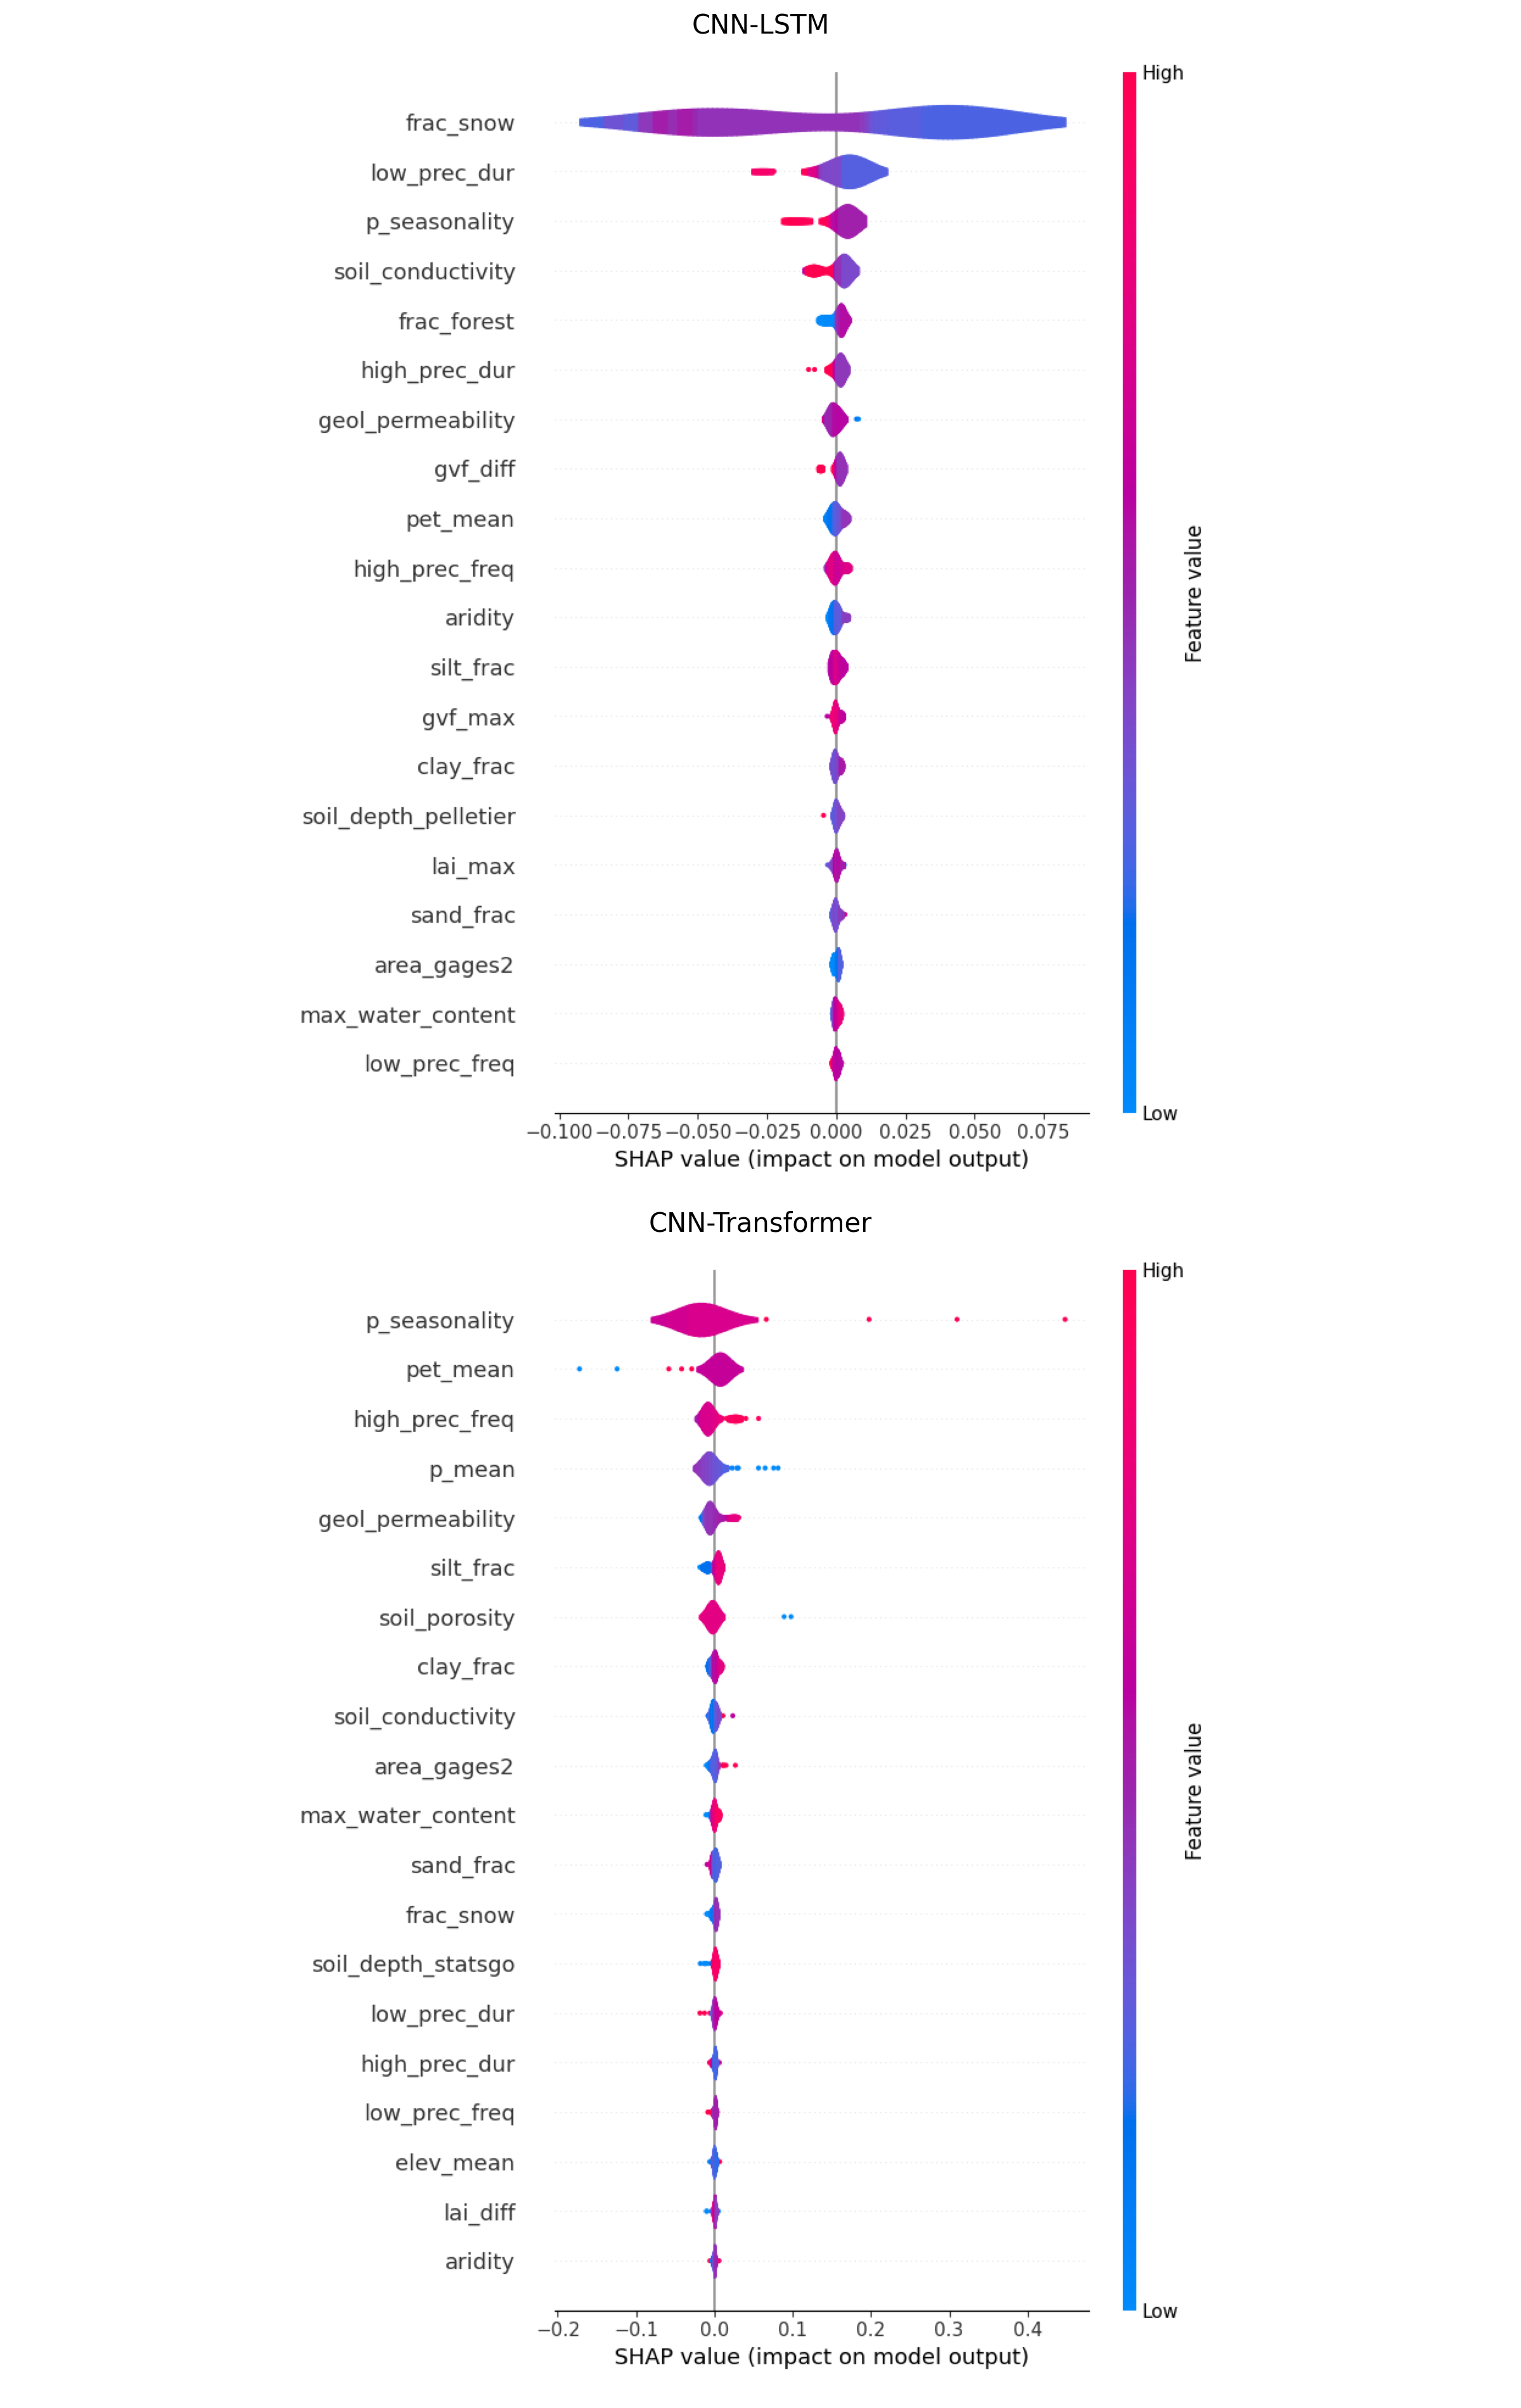 CNN-LSTM
High
frac_snow
low_prec_dur
p_seasonality
soil_conductivity
frac_forest
high_prec_dur
geol_permeability
gvf_diff
pet_mean
high_prec_freq
aridity
silt_frac
gvf_max
clay_frac
soil_depth_pelletier
lai_max
sand_frac
area_gages2
max_water_content
low_prec_freq
Feature value
Low
−0.100 −0.075 −0.050 −0.025 0.000 0.025 0.050 0.075
SHAP value (impact on model output)
CNN-Transformer
High
p_seasonality
pet_mean
high_prec_freq
p_mean
geol_permeability
silt_frac
soil_porosity
clay_frac
soil_conductivity
area_gages2
max_water_content
sand_frac
frac_snow
soil_depth_statsgo
low_prec_dur
high_prec_dur
low_prec_freq
elev_mean
lai_diff
aridity
Feature value
Low
−0.2 −0.1 0.0 0.1 0.2 0.3 0.4
SHAP value (impact on model output)